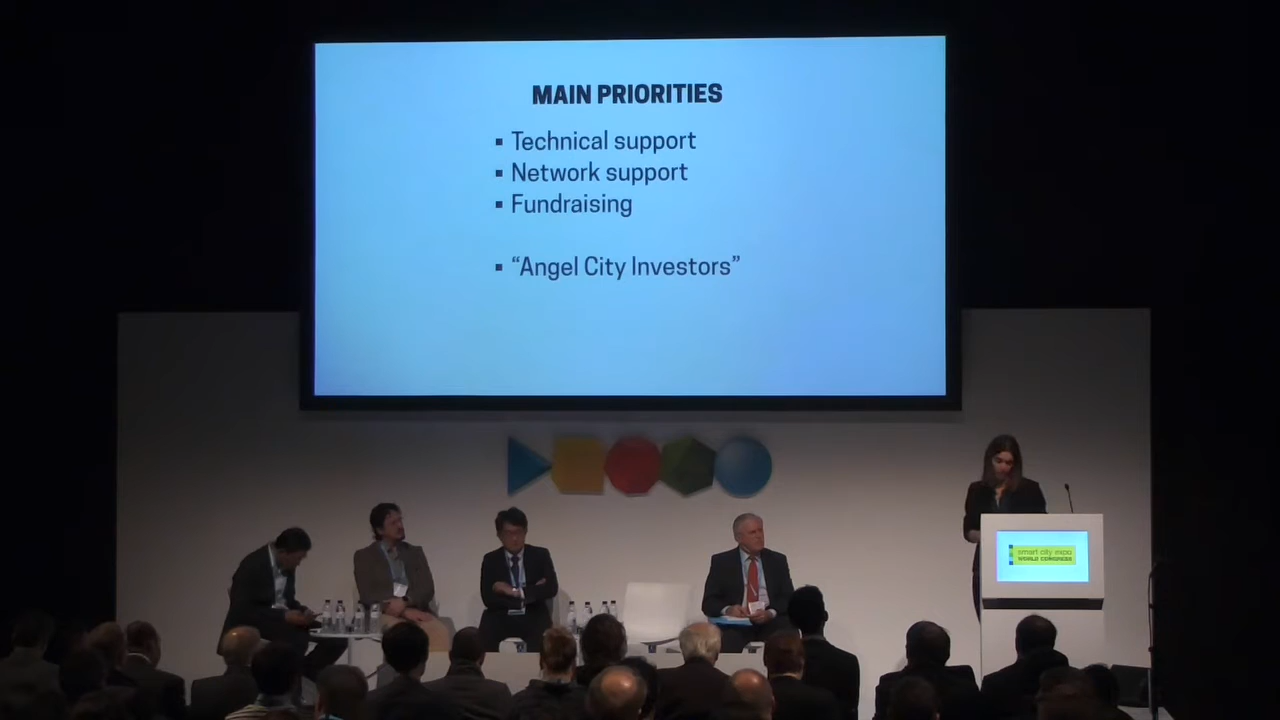 MAIN PRIORITIES
▪ Technical support
▪ Network support
▪ Fundraising
▪ “Angel City Investors”
smart city expo
WORLD CONGRESS